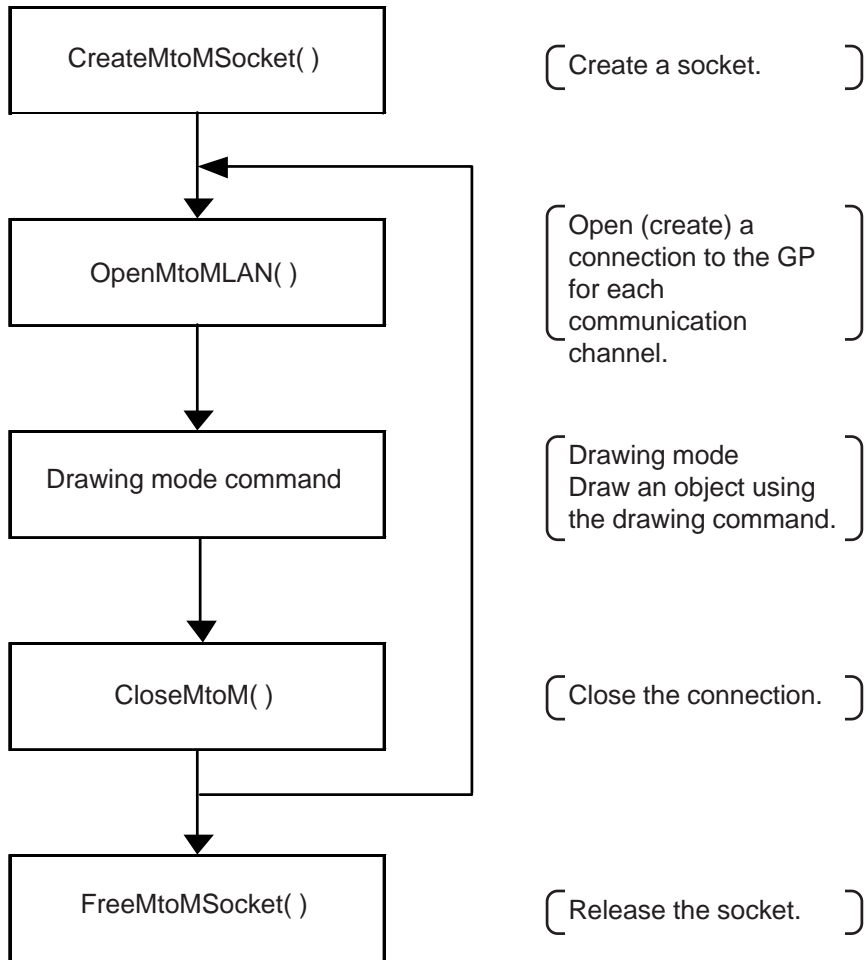 CreateMtoMSocket( )
Create a socket.
OpenMtoMLAN( )
Open (create) a
connection to the GP
for each
communication
channel.
Drawing mode command
Drawing mode
Draw an object using
the drawing command.
CloseMtoM( )
Close the connection.
FreeMtoMSocket( )
Release the socket.